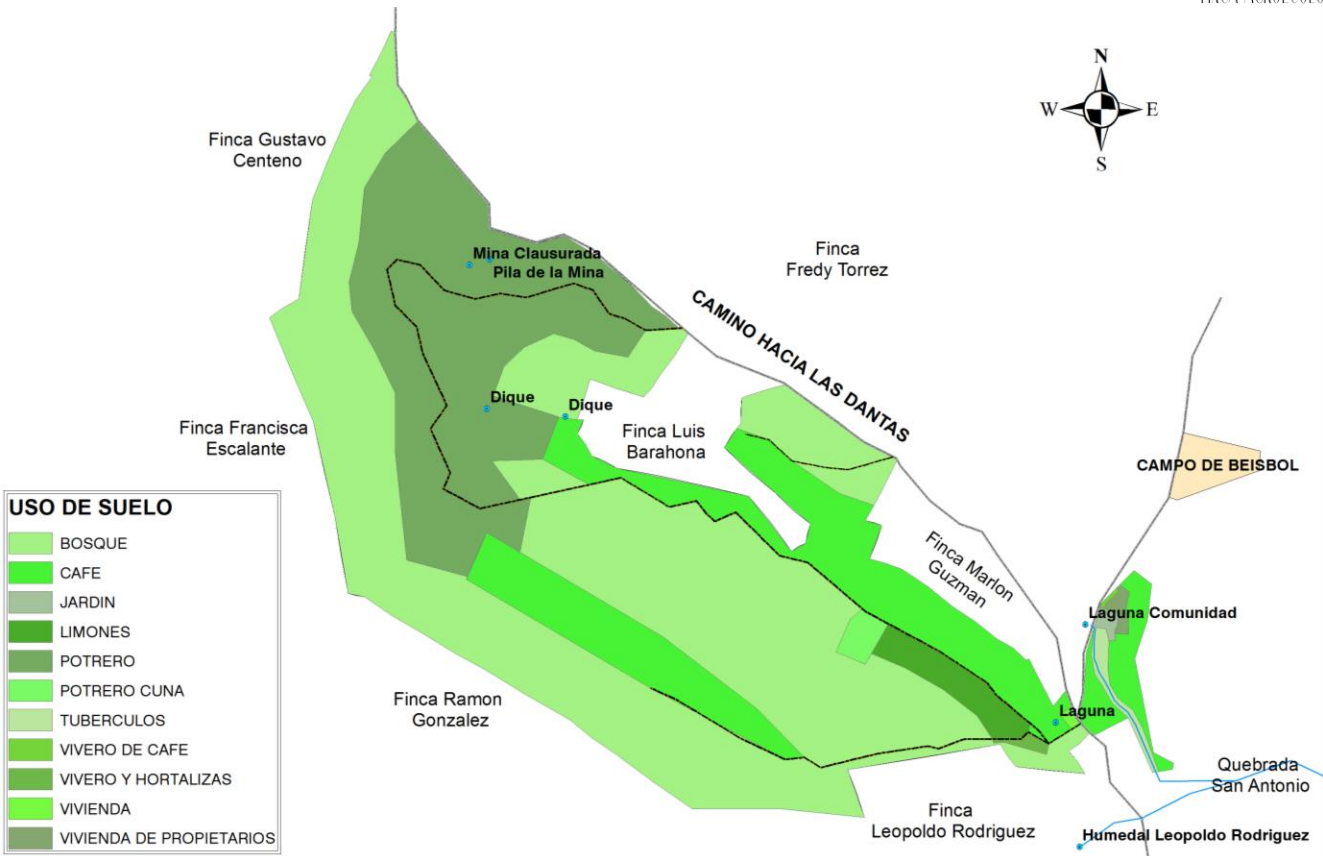 N
W
E
S
Finca Gustavo
Centeno
Finca
Fredy Torrez
Mina Clausurada
Pila de la Mina
CAMINO HACIA LAS DANTAS
Dique
Dique
Finca Luis
Barahona
Finca Francisca
Escalante
CAMPO DE BEISBOL
USO DE SUELO
BOSQUE
CAFE
JARDIN
LIMONES
POTRERO
POTRERO CUNA
TUBERCULOS
VIVERO DE CAFE
VIVERO Y HORTALIZAS
VIVIENDA
VIVIENDA DE PROPIETARIOS
Finca Marlon
Guzman
Laguna Comunidad
Finca Ramon
Gonzalez
Laguna
Quebrada
San Antonio
Finca
Leopoldo Rodriguez
Humedal Leopoldo Rodriguez